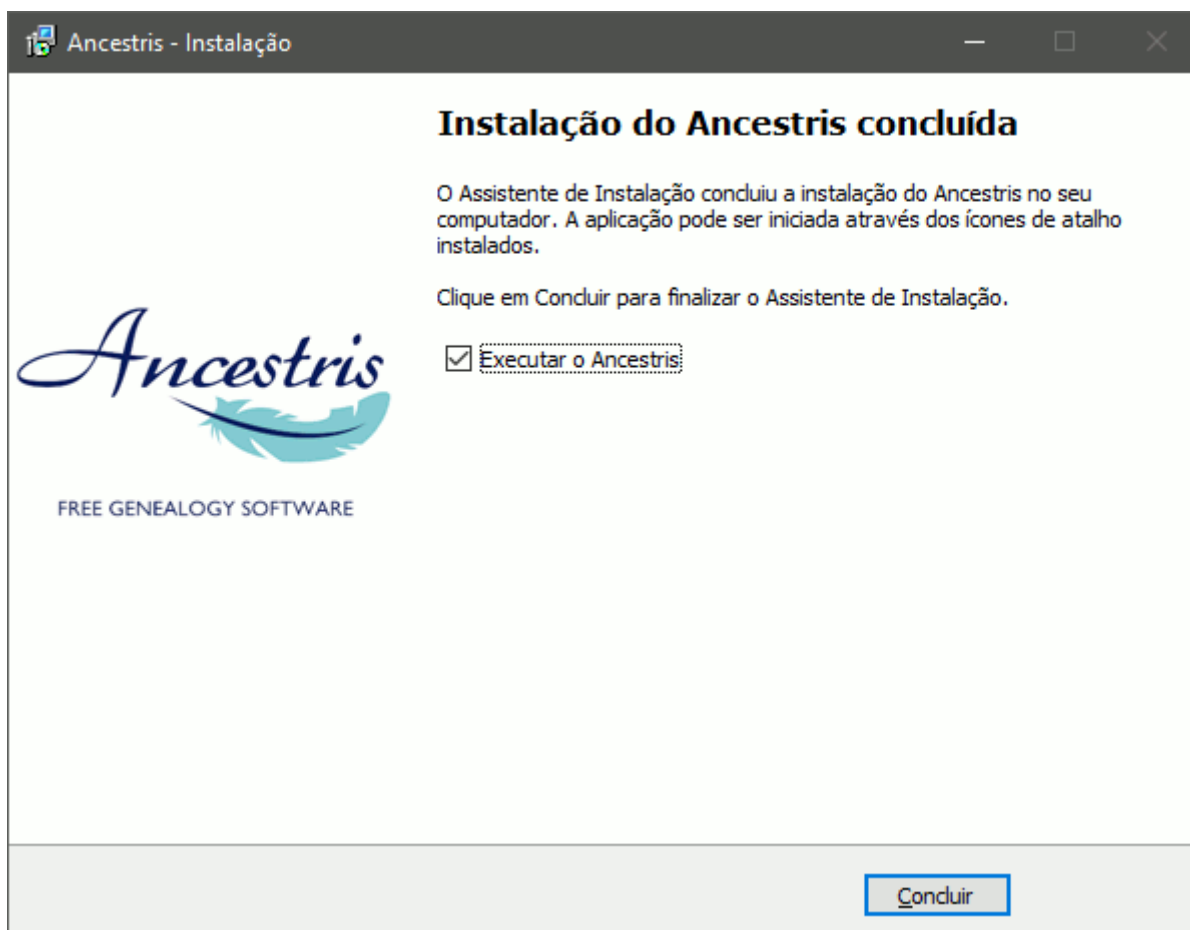 Ancestris - Instalação
Instalação do Ancestris concluída
O Assistente de Instalação concluiu a instalação do Ancestris no seu
computador. A aplicação pode ser iniciada através dos ícones de atalho
instalados.
Clique em Concluir para finalizar o Assistente de Instalação.
Executar o Ancestris
Ancestris
FREE GENEALOGY SOFTWARE
Concluir